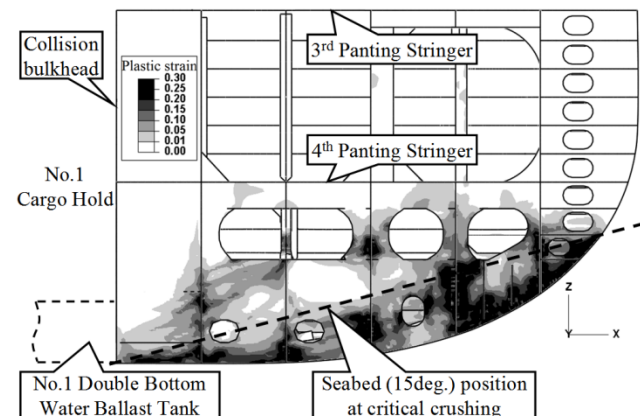 Collision
bulkhead
Plastic strain
0.30
0.25
0.20
0.15
0.10
0.05
0.01
0.00
3rd Panting Stringer
4th Panting Stringer
No.1
Cargo Hold
Z
Y
X
No.1 Double Bottom
Water Ballast Tank
Seabed (15deg.) position
at critical crushing